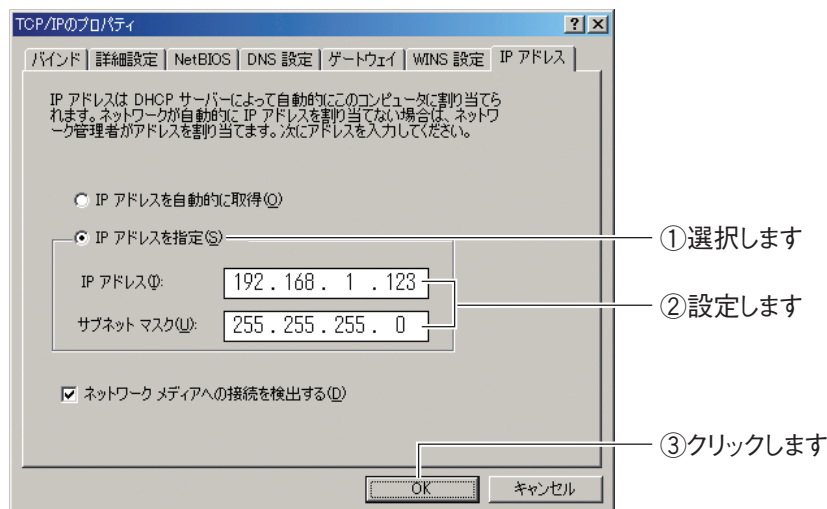 TCP/IPのプロパティ
? ×
バインド 詳細設定 NetBIOS DNS 設定 ゲートウェイ WINS 設定 IP アドレス
IP アドレスは DHCP サーバーによって自動的にこのコンピュータに割り当てら
れます。ネットワークが自動的に IP アドレスを割り当てない場合は、ネットワ
ーク管理者がアドレスを割り当てます。次にアドレスを入力してください。
IP アドレスを自動的に取得(O)
IP アドレスを指定(S)
①選択します
IP アドレス(I): 192 . 168 . 1 . 123
②設定します
サブネット マスク(U): 255 . 255 . 255 . 0
ネットワーク メディアへの接続を検出する(D)
③クリックします
OK キャンセル